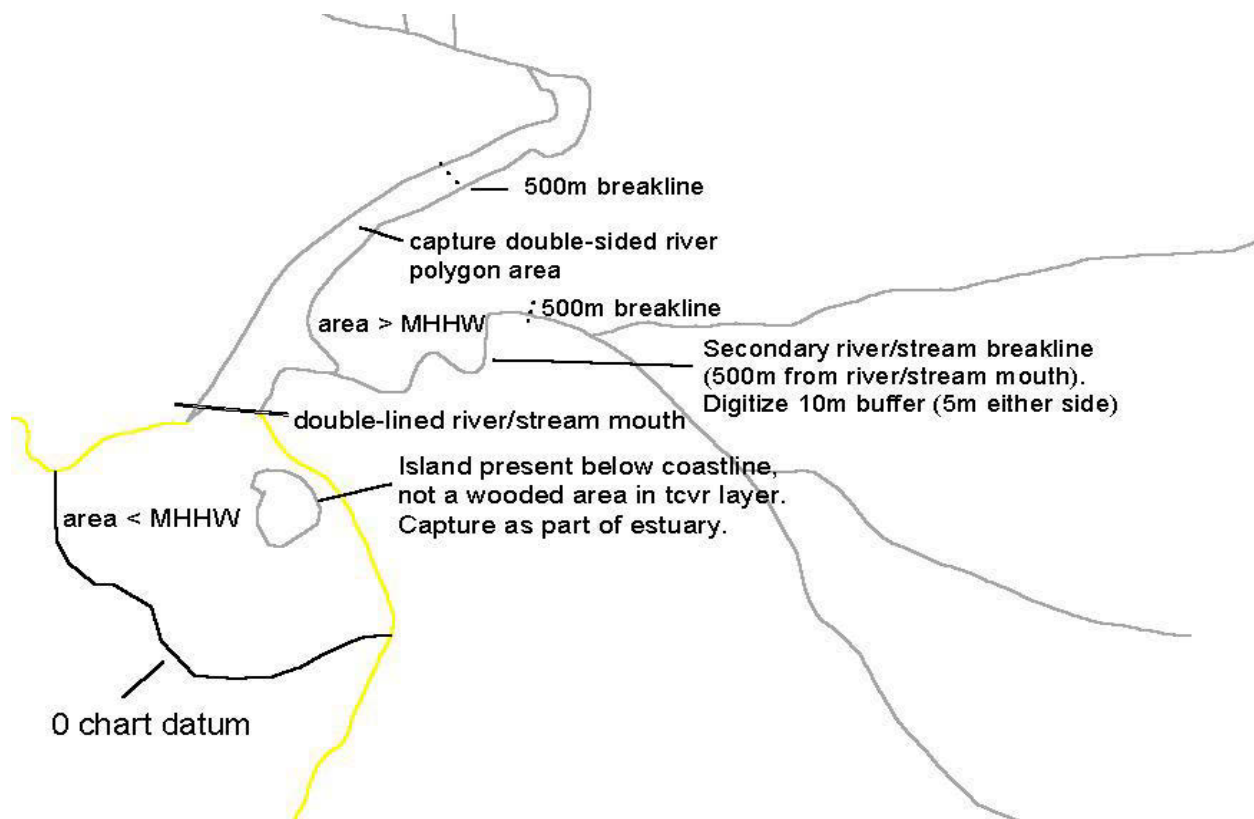 500m breakline
capture double-sided river
polygon area
500m breakline
area > MHHW
Secondary river/stream breakline
(500m from river/stream mouth).
Digitize 10m buffer (5m either side)
double-lined river/stream mouth
Island present below coastline,
not a wooded area in tcvr layer.
Capture as part of estuary.
area < MHHW
0 chart datum